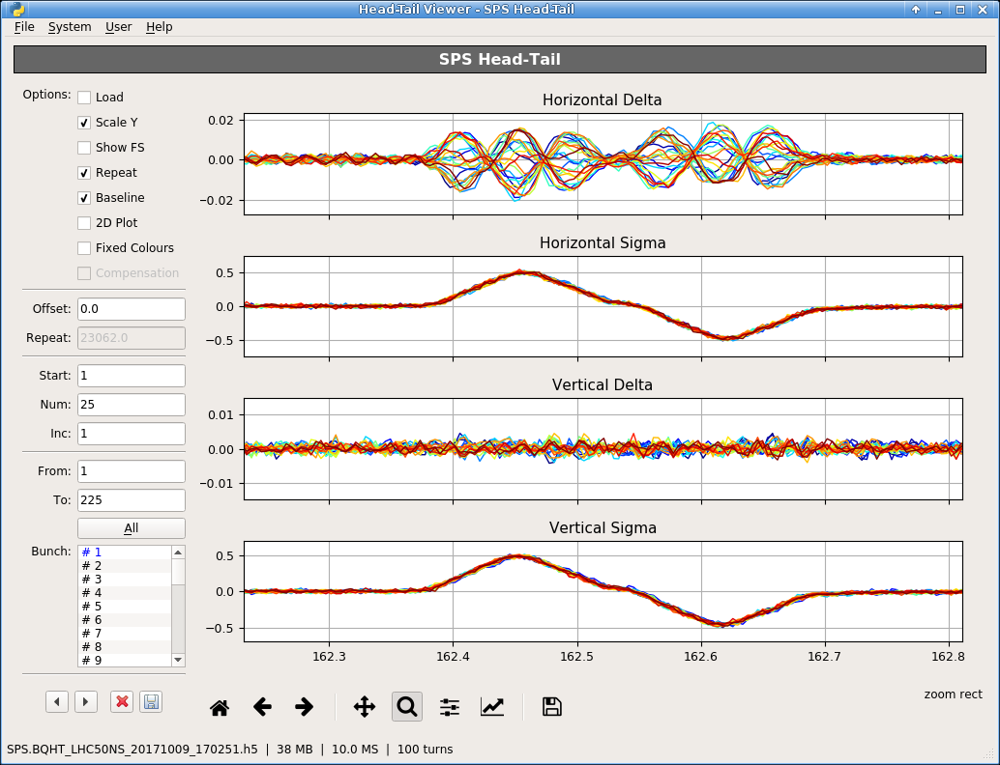 Head-Tail Viewer - SPS Head-Tail
File System User Help
SPS Head-Tail
Options:
Load
Scale Y
Show FS
Repeat
Baseline
2D Plot
Fixed Colours
Compensation
Offset: 0.0
Repeat: 23062.0
Start: 1
Num: 25
Inc: 1
From: 1
To: 225
All
Bunch:
# 1
# 2
# 3
# 4
# 5
# 6
# 7
# 8
# 9
Horizontal Delta
0.02
0.00
−0.02
Horizontal Sigma
0.5
0.0
−0.5
Vertical Delta
0.01
0.00
−0.01
Vertical Sigma
0.5
0.0
−0.5
162.3 162.4 162.5 162.6 162.7 162.8
zoom rect
SPS.BQHT_LHC50NS_20171009_170251.h5 | 38 MB | 10.0 MS | 100 turns